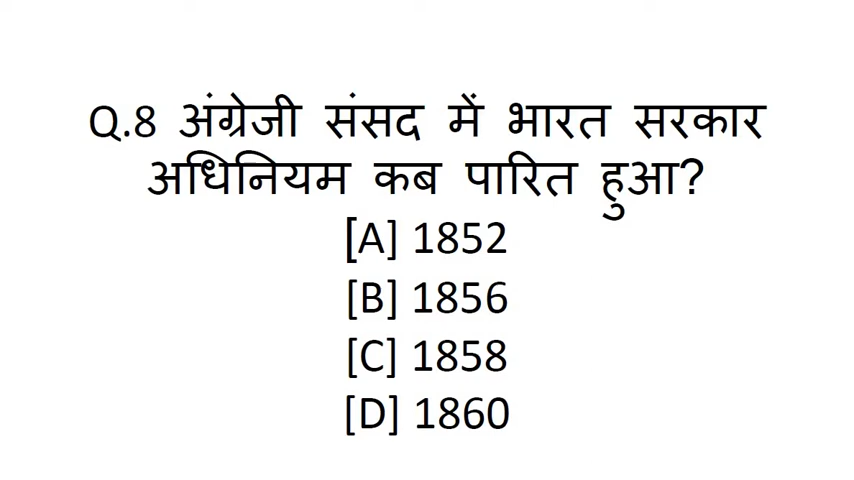 Q.8 अंग्रेजी संसद में भारत सरकार
अधिनियम कब पारित हुआ?
[A] 1852
[B] 1856
[C] 1858
[D] 1860